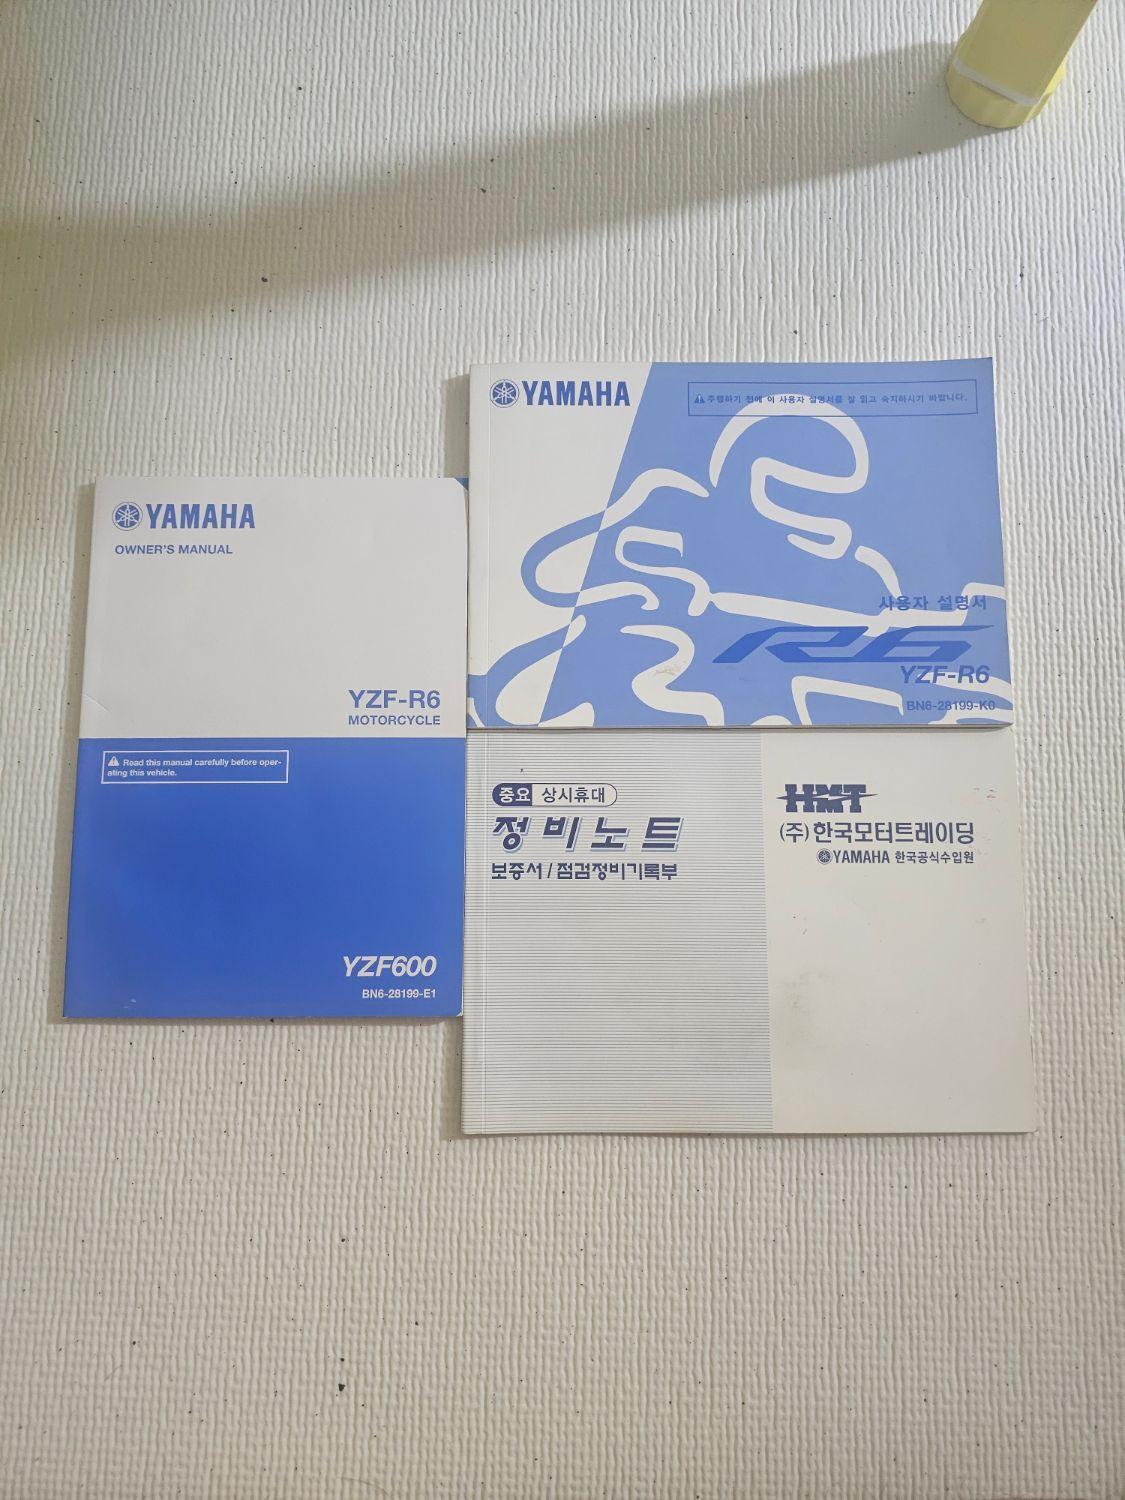 YAMAHA
OWNER'S MANUAL
YZF-R6
MOTORCYCLE
Read this manual carefully before oper-
ating this vehicle.
YZF600
BN6-28199-E1
YAMAHA
주행하기 전에 이 사용자 설명서를 잘 읽고 숙지하시기 바랍니다.
사용자 설명서
R6
YZF-R6
BN6-28199-K0
중요 상시휴대
정비노트
보증서/점검정비기록부
HMT
(주)한국모터트레이딩
YAMAHA 한국공식수입원